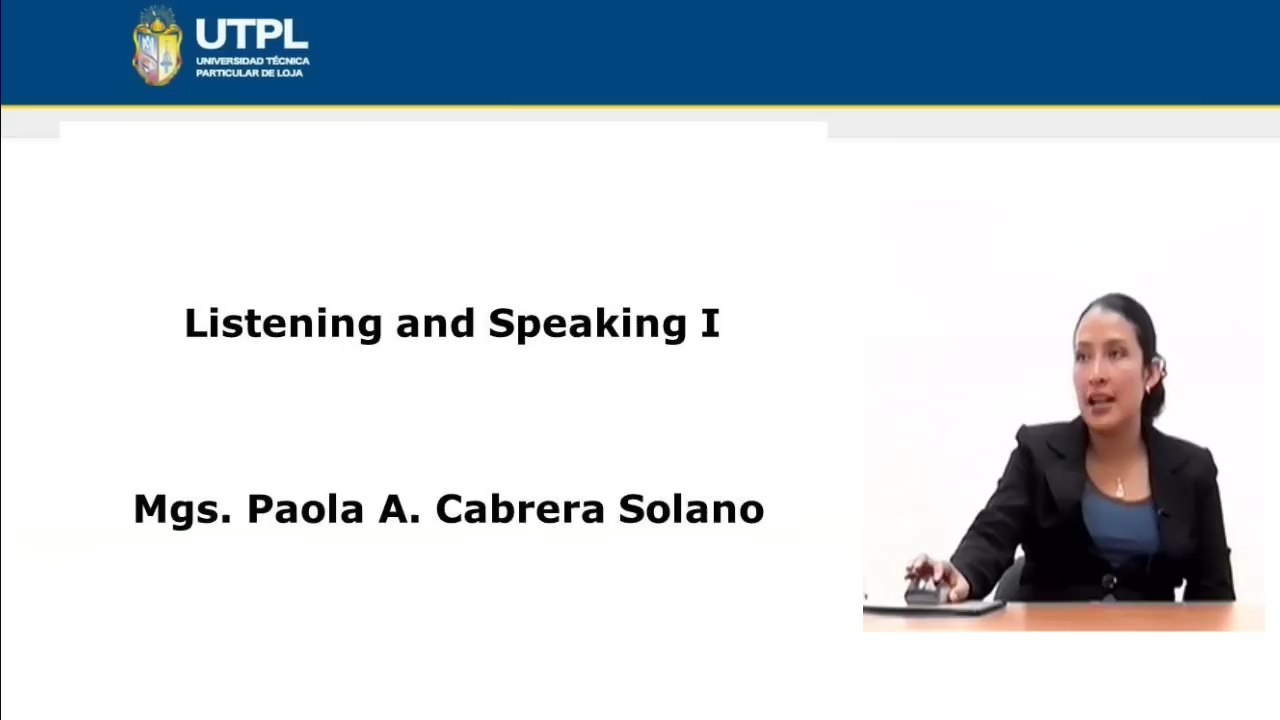 UTPL
UNIVERSIDAD TÉCNICA
PARTICULAR DE LOJA
Listening and Speaking I
Mgs. Paola A. Cabrera Solano